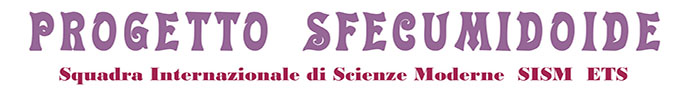 PROGETTO SFECUMIDOIDE
Squadra Internazionale di Scienze Moderne SISM ETS